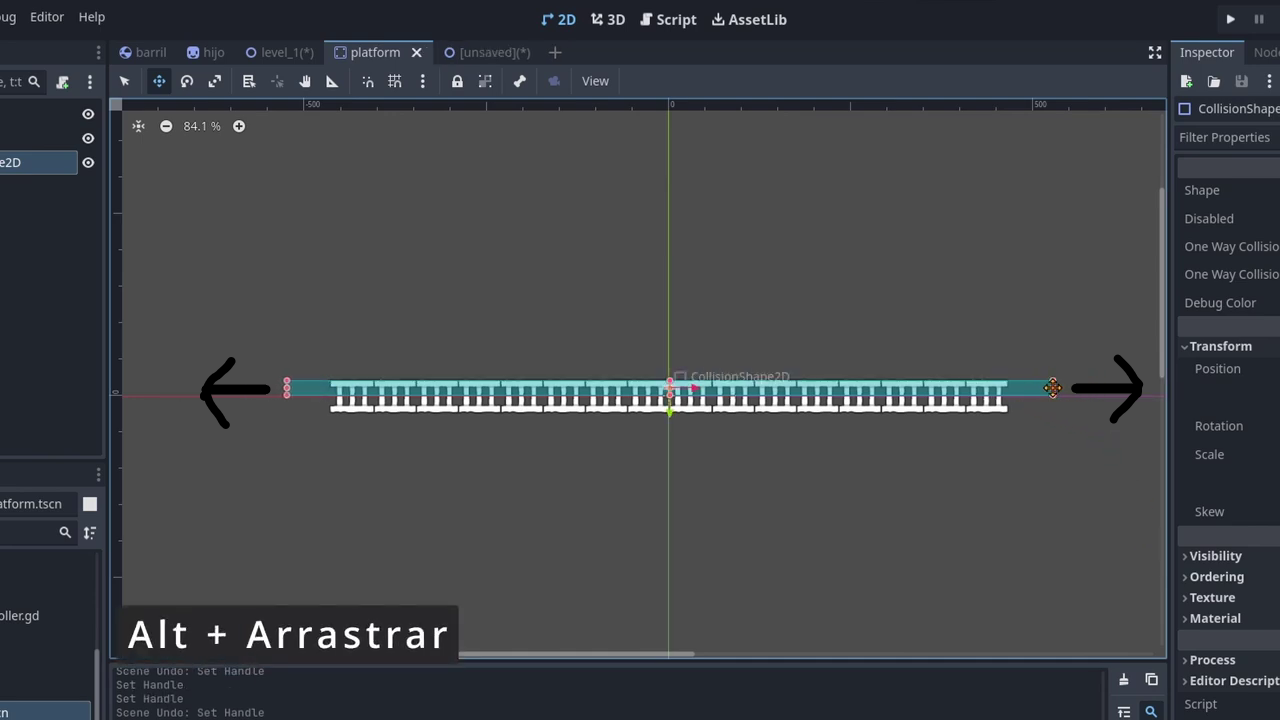 ug Editor Help
2D 3D Script AssetLib
barril hijo level_1(*) platform [unsaved](*)
Inspector Node
e, t:t
View
-500 0 500
84.1 %
CollisionShape
Filter Properties
e2D
Shape
Disabled
One Way Collisio
One Way Collisio
Debug Color
Transform
Position
CollisionShape2D
0
Rotation
Scale
Skew
atform.tscn
Visibility
Ordering
Texture
Material
oller.gd
Alt + Arrastrar
Process
Editor Descript
Script
Scene Undo: Set Handle
Set Handle
Set Handle
Scene Undo: Set Handle
cn